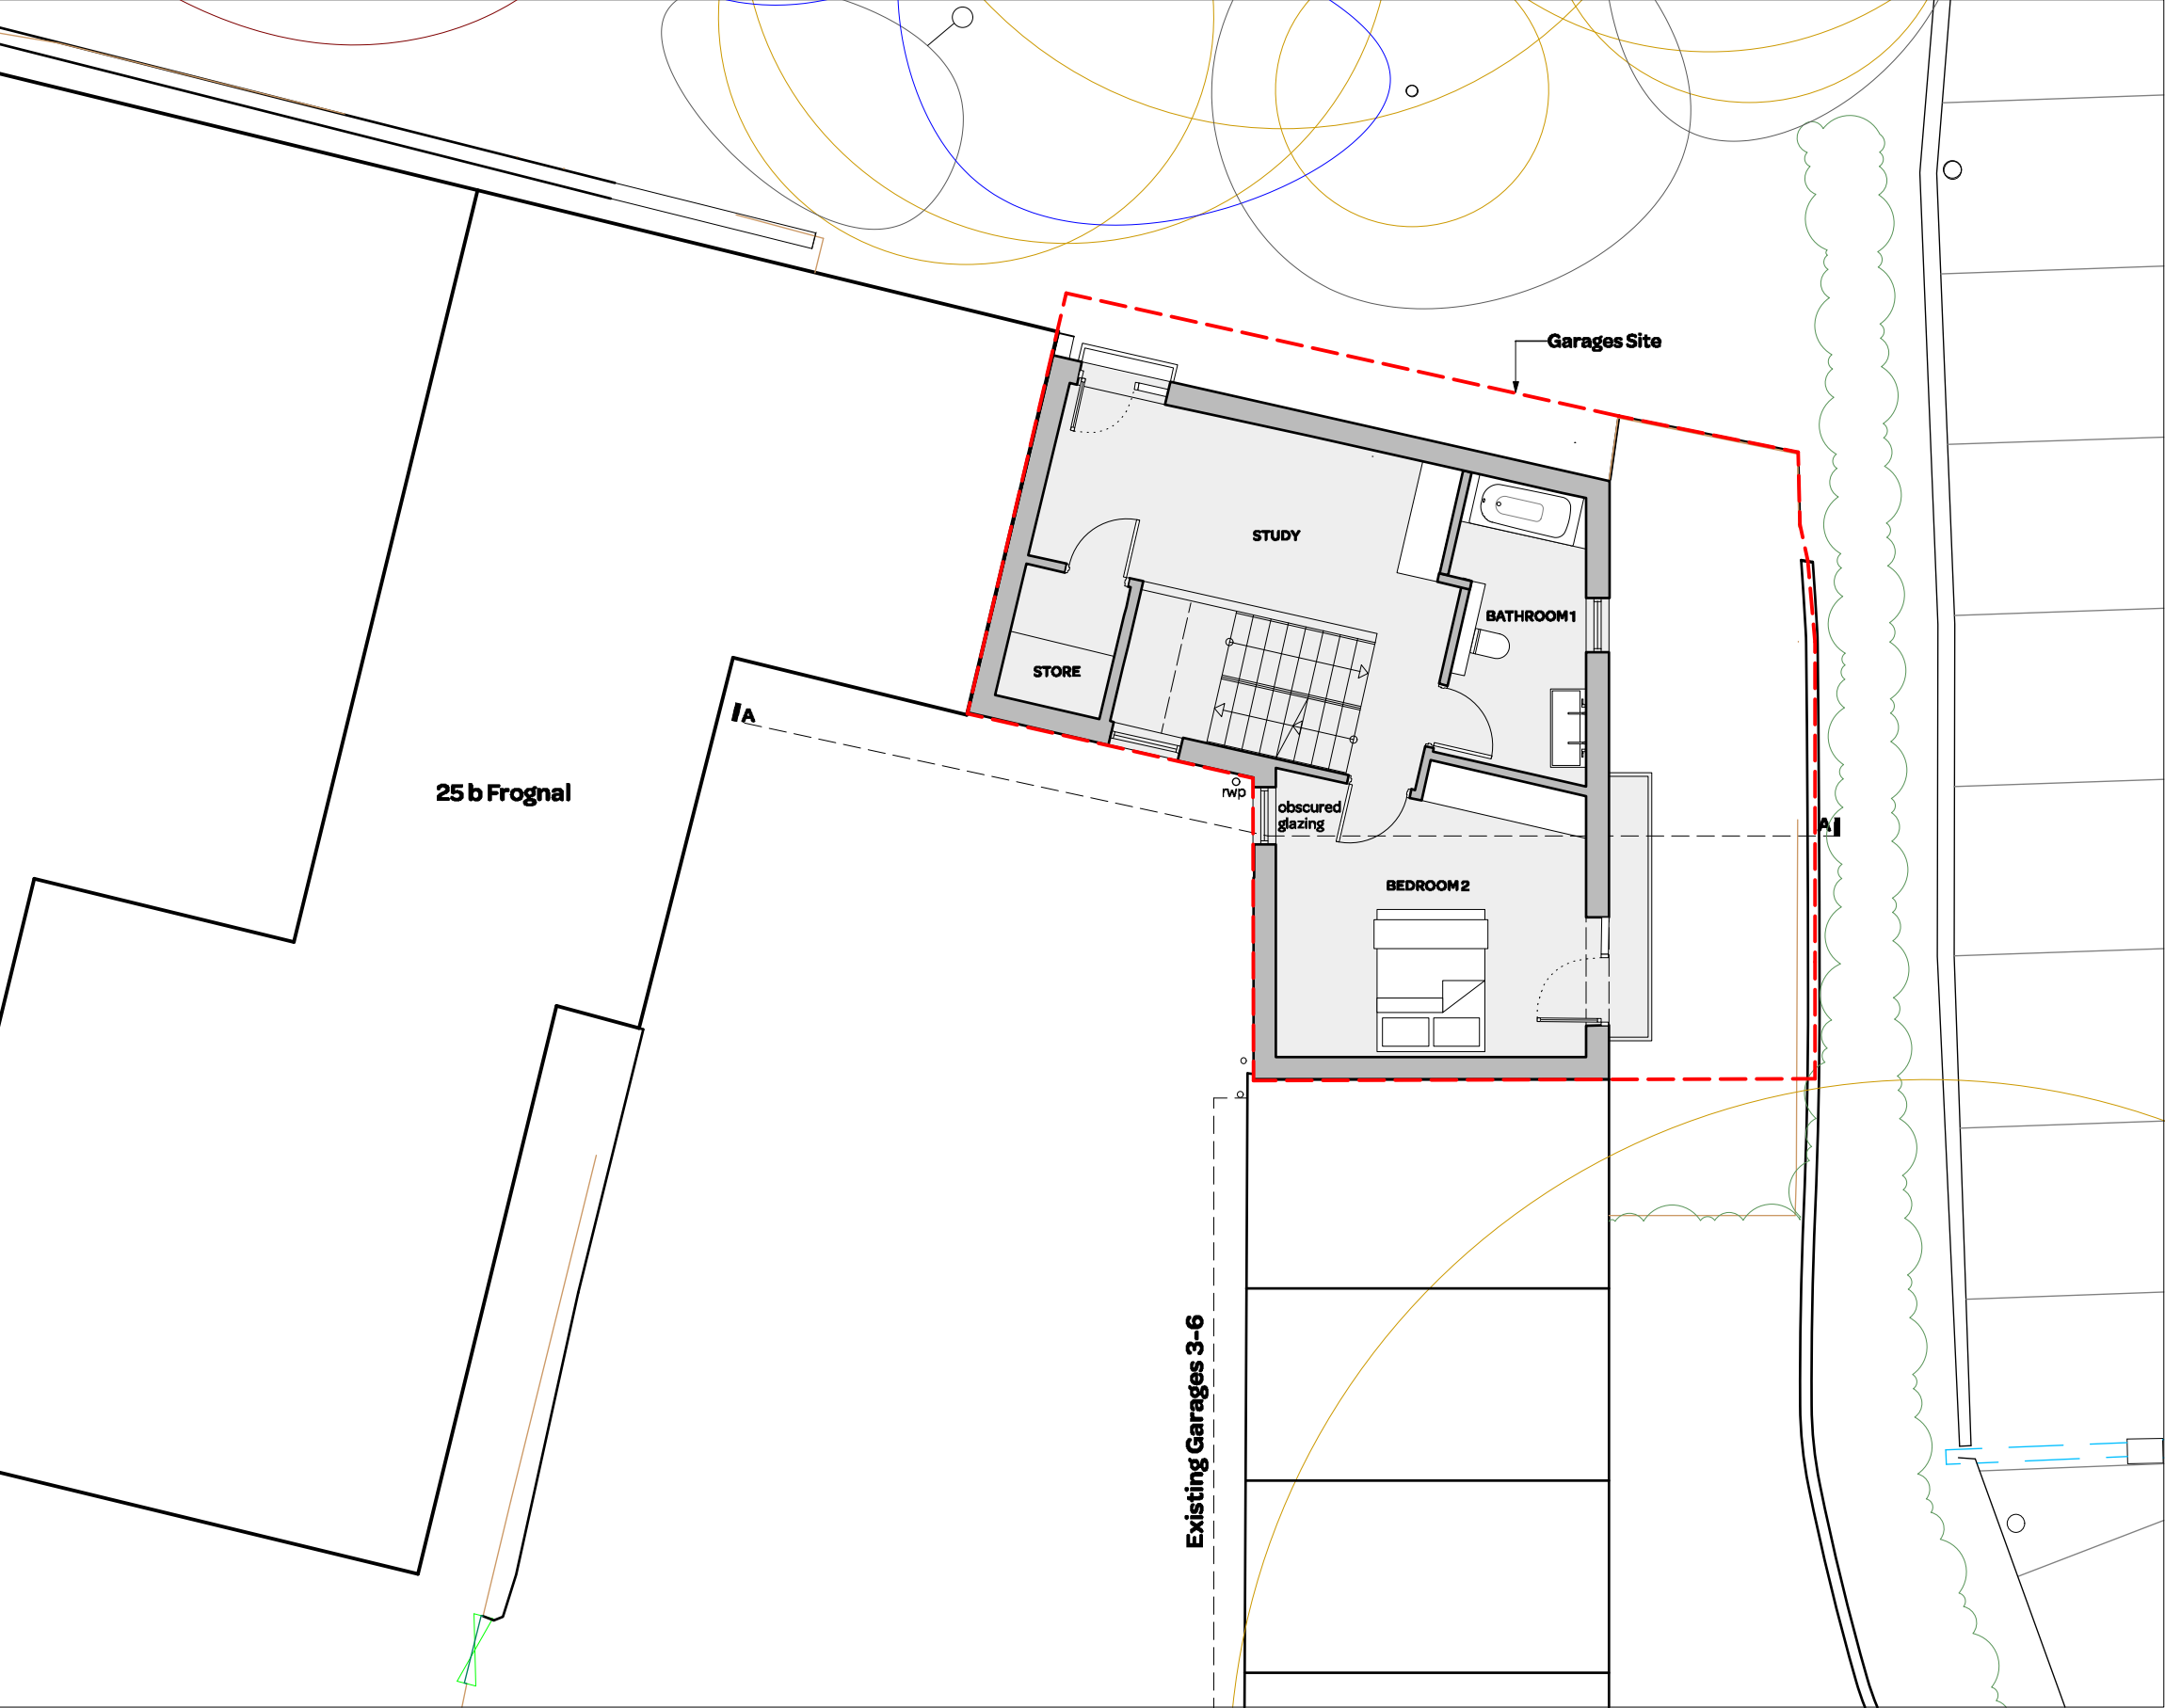 Garages Site
STUDY
BATHROOM 1
STORE
A
25 b Frognal
rwp
obscured
glazing
A
BEDROOM 2
Existing Garages 3-6